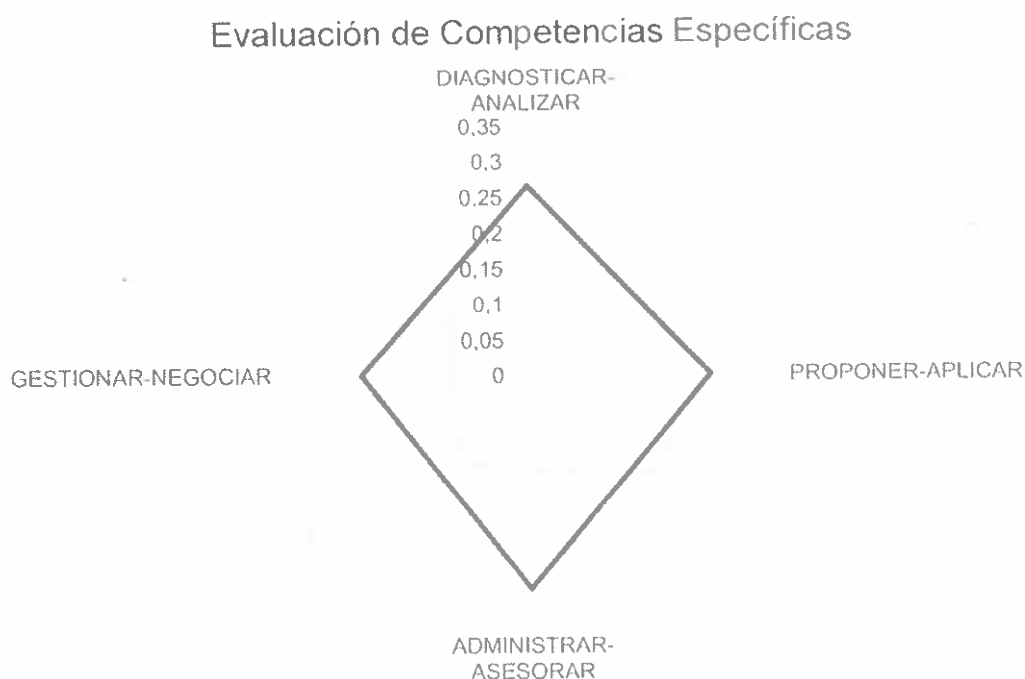 Evaluación de Competencias Específicas
DIAGNOSTICAR-
ANALIZAR
0,35
0,3
0,25
0,2
0,15
0,1
0,05
0
GESTIONAR-NEGOCIAR
PROPONER-APLICAR
ADMINISTRAR-
ASESORAR